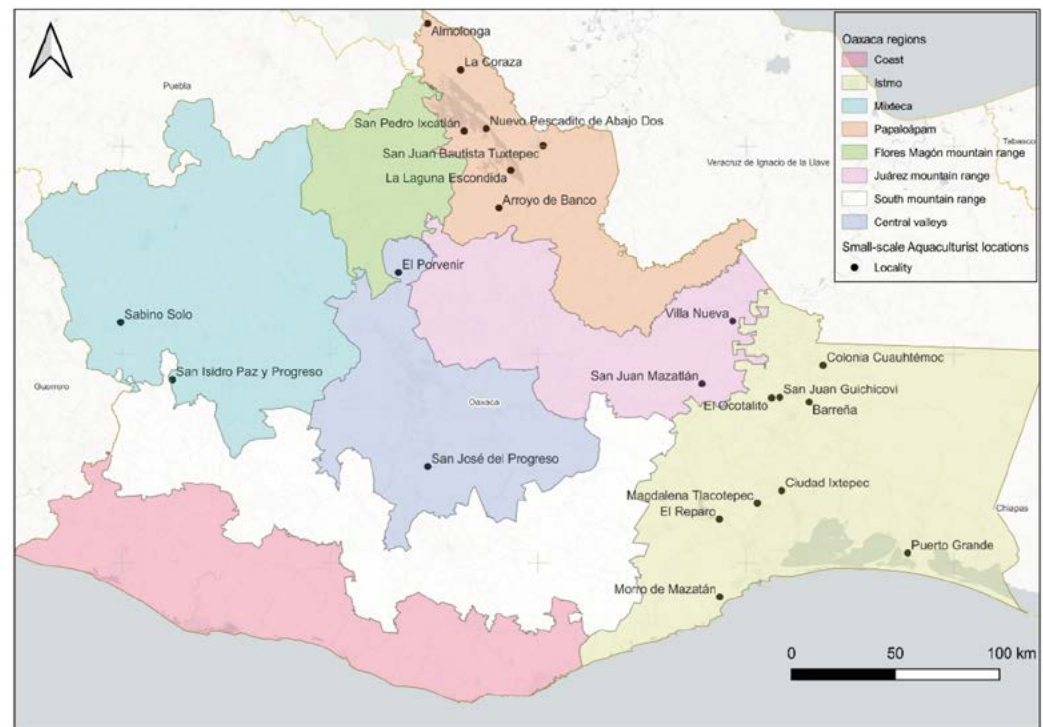 Almolonga
La Coraza
Puebla
San Pedro Ixcatlán
Nuevo Pescadito de Abajo Dos
San Juan Bautista Tuxtepec
Veracruz de Ignacio de la Llave
Tabasco
La Laguna Escondida
Arroyo de Banco
El Porvenir
Sabino Solo
Villa Nueva
Colonia Cuauhtémoc
San Isidro Paz y Progreso
Guerrero
San Juan Mazatlán
San Juan Guichicovi
El Ocotalito
Barreña
Oaxaca
San José del Progreso
Ciudad Ixtepec
Magdalena Tlacotepec
El Reparo
Chiapas
Puerto Grande
Morro de Mazatán
Oaxaca regions
Coast
Istmo
Mixteca
Papaloápam
Flores Magón mountain range
Juárez mountain range
South mountain range
Central valleys
Small-scale Aquaculturist locations
Locality
0 50 100 km